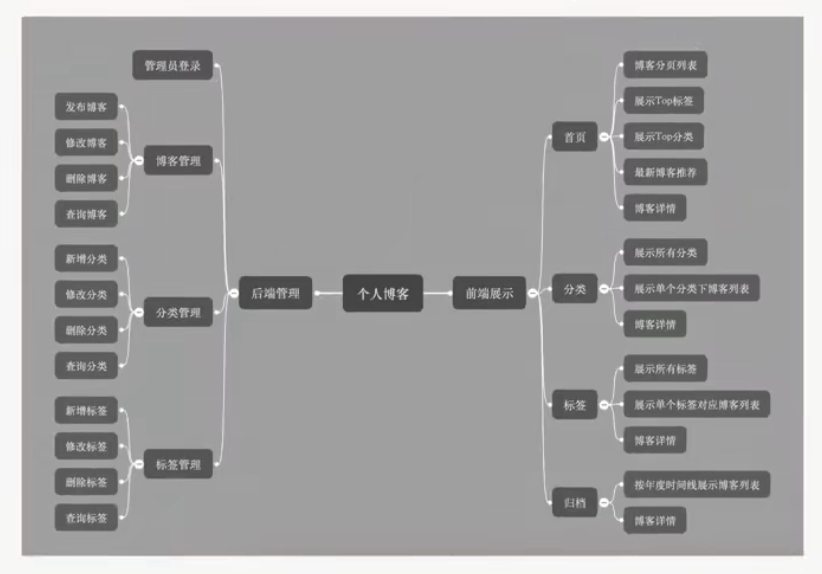 个人博客
后端管理
管理员登录
博客管理
发布博客
修改博客
删除博客
查询博客
分类管理
新增分类
修改分类
删除分类
查询分类
标签管理
新增标签
修改标签
删除标签
查询标签
前端展示
首页
博客分页列表
展示Top标签
展示Top分类
最新博客推荐
博客详情
分类
展示所有分类
展示单个分类下博客列表
博客详情
标签
展示所有标签
展示单个标签对应博客列表
博客详情
归档
按年度时间线展示博客列表
博客详情